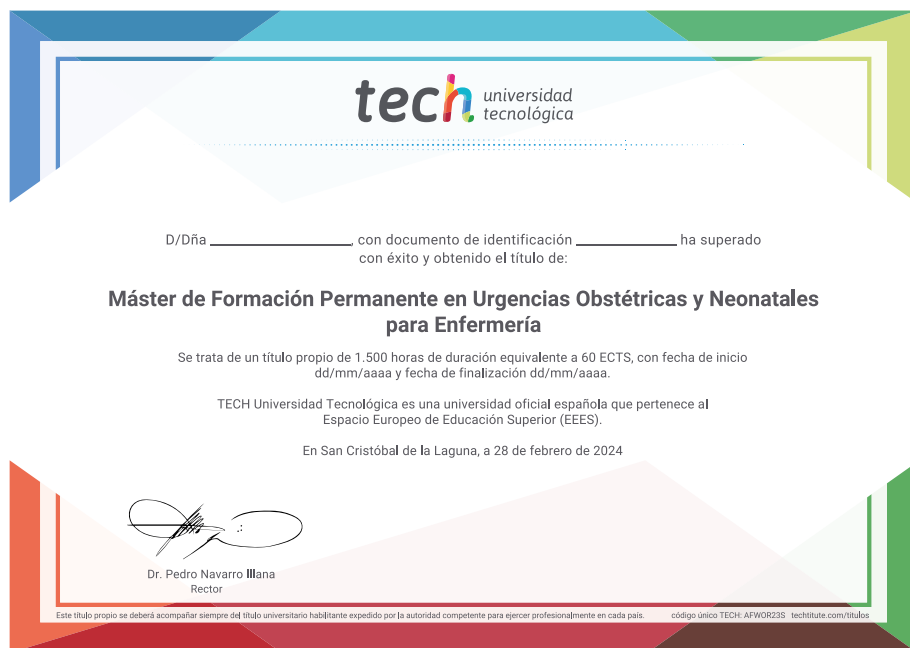 tech universidad
tecnológica
D/Dña ______________, con documento de identificación __________ ha superado
con éxito y obtenido el título de:
Máster de Formación Permanente en Urgencias Obstétricas y Neonatales
para Enfermería
Se trata de un título propio de 1.500 horas de duración equivalente a 60 ECTS, con fecha de inicio
dd/mm/aaaa y fecha de finalización dd/mm/aaaa.
TECH Universidad Tecnológica es una universidad oficial española que pertenece al
Espacio Europeo de Educación Superior (EEES).
En San Cristóbal de la Laguna, a 28 de febrero de 2024
Dr. Pedro Navarro Illana
Rector
Este título propio se deberá acompañar siempre del título universitario habilitante expedido por la autoridad competente para ejercer profesionalmente en cada país. código único TECH: AFWOR23S techtitute.com/titulos